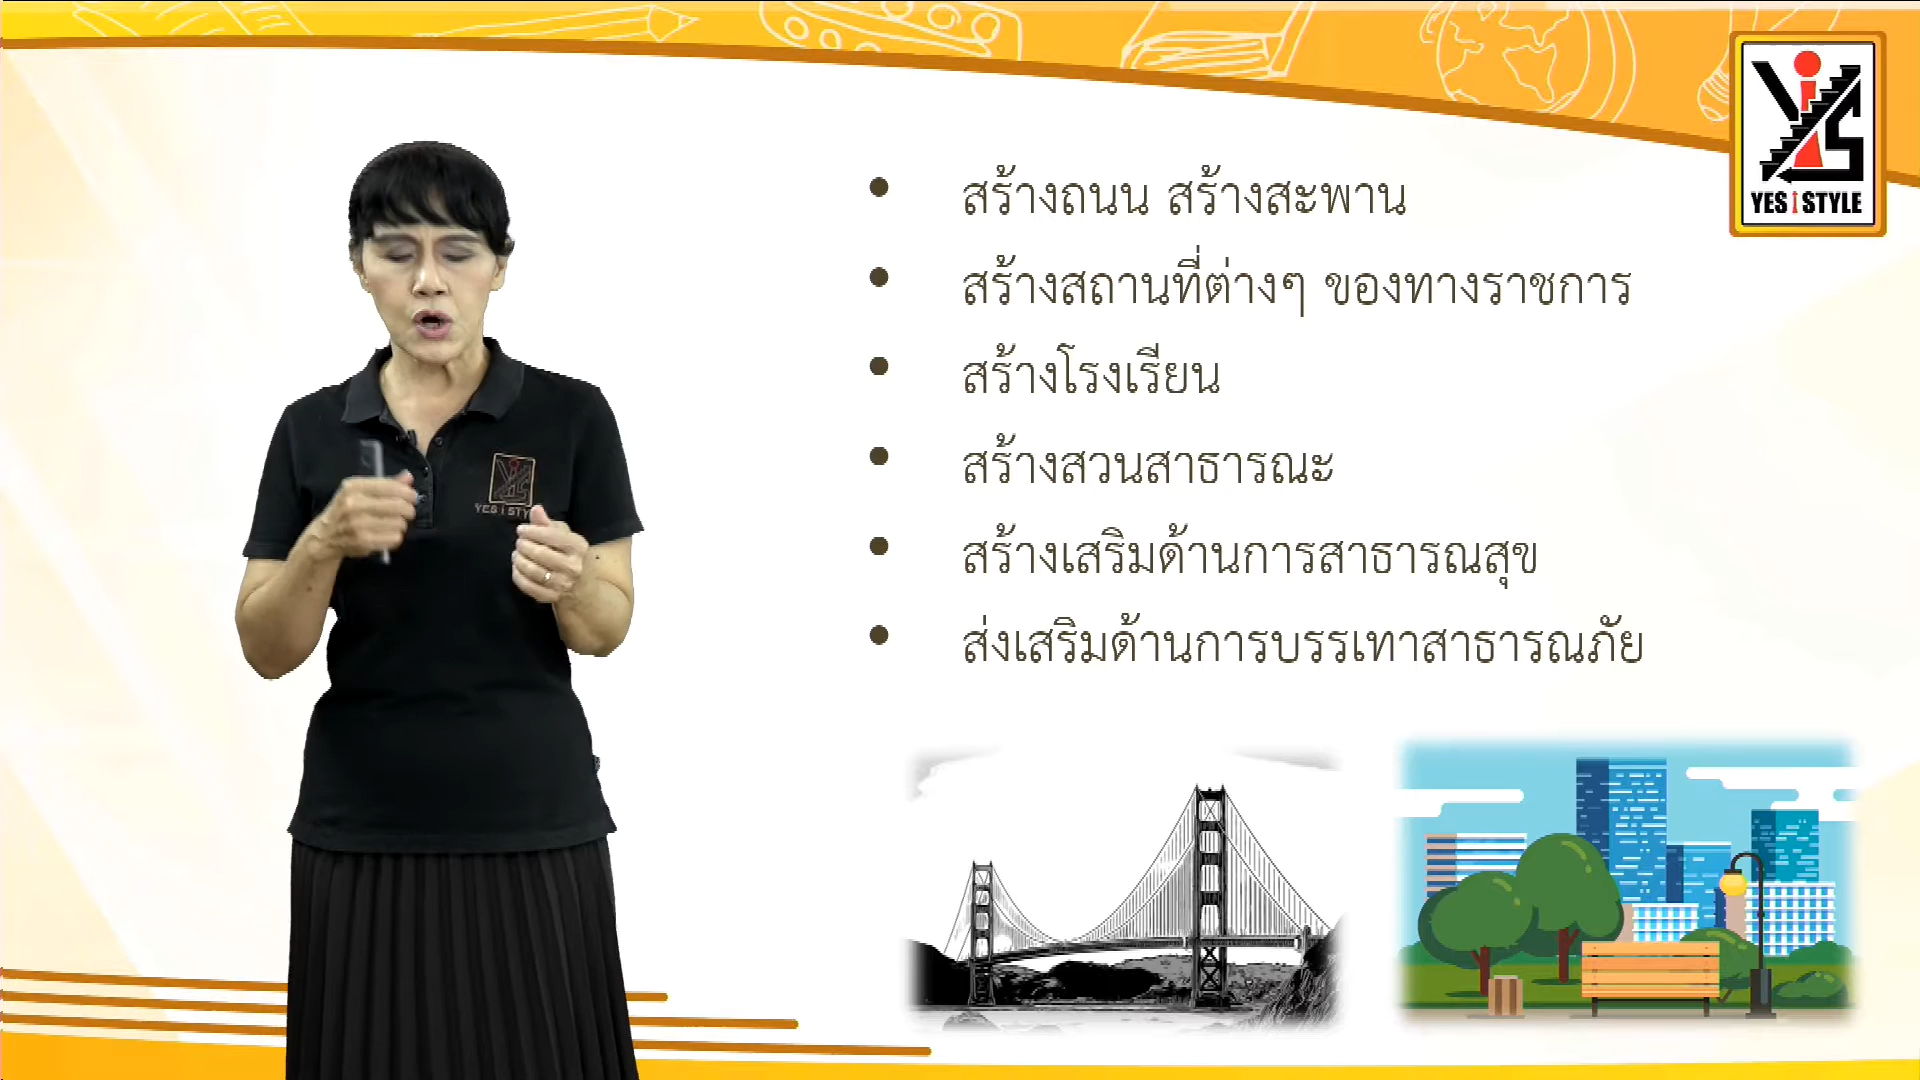 • สร้างถนน สร้างสะพาน
• สร้างสถานที่ต่างๆ ของทางราชการ
• สร้างโรงเรียน
• สร้างสวนสาธารณะ
• สร้างเสริมด้านการสาธารณสุข
• ส่งเสริมด้านการบรรเทาสาธารณภัย
YiS
YES i STYLE
YiS
YES i STY